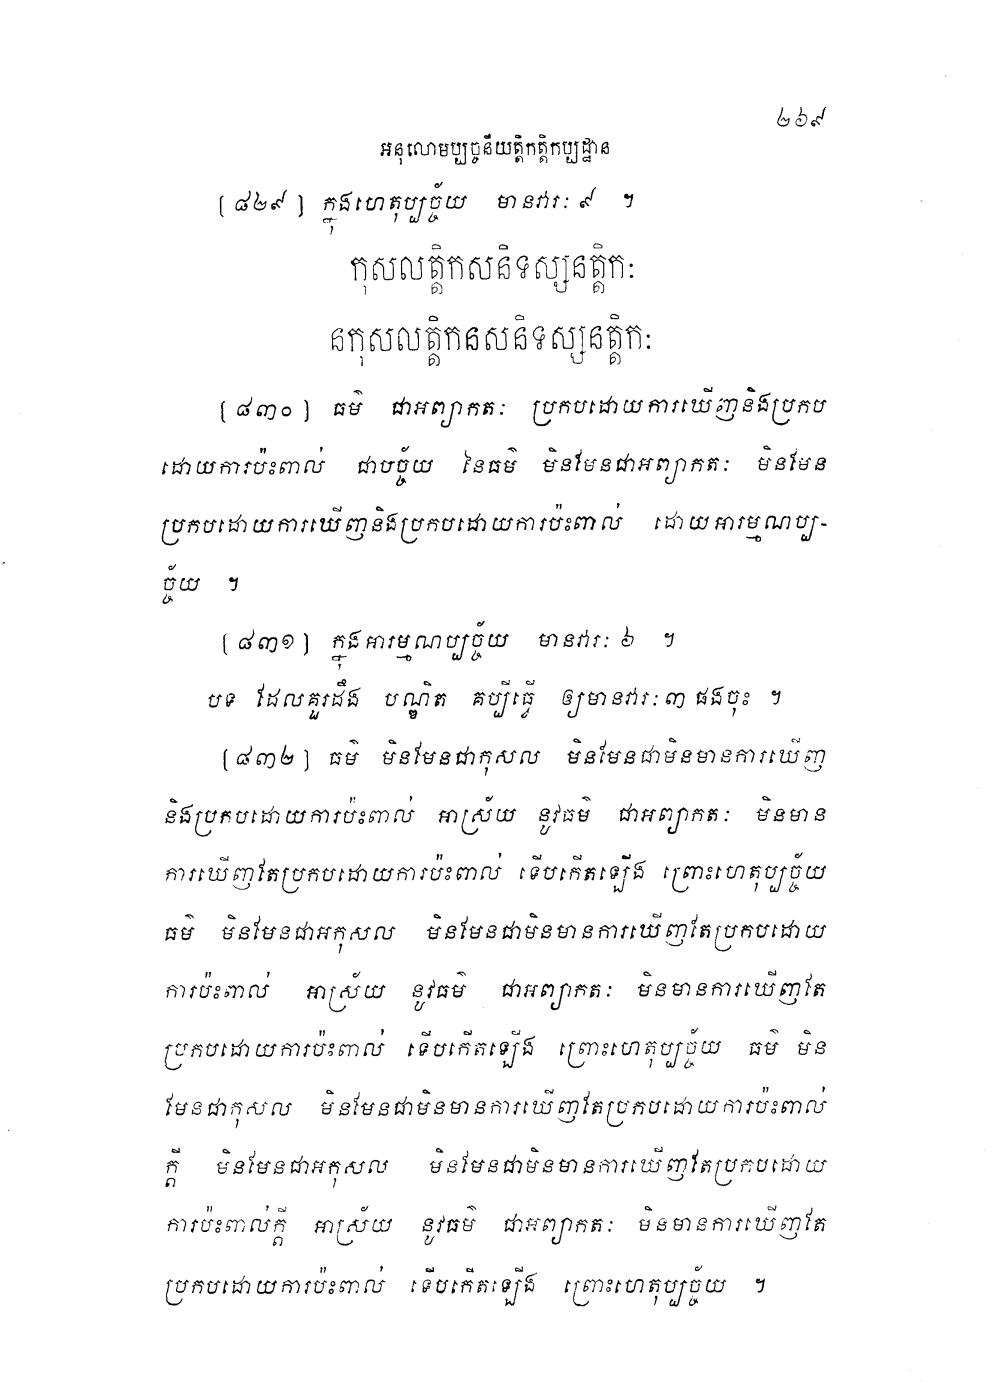 ២៦៩
អនុលោមប្បច្ចនីយត្តិកត្តិកប្បដ្ឋាន
[៨២៩] ក្នុងហេតុប្បច្ច័យ មានវារៈ ៩ ។
កុសលត្តិកសនិទស្សនត្តិកៈ
នកុសលត្តិកនសនិទស្សនត្តិកៈ
[៨៣០] ធម៌ ជាអព្យាកតៈ ប្រកបដោយការឃើញនិងប្រកប
ដោយការប៉ះពាល់ ជាបច្ច័យ នៃធម៌ មិនមែនជាអព្យាកតៈ មិនមែន
ប្រកបដោយការឃើញនិងប្រកបដោយការប៉ះពាល់ ដោយអារម្មណប្ប-
ច្ច័យ ។
[៨៣១] ក្នុងអារម្មណប្បច្ច័យ មានវារៈ ៦ ។
បទ ដែលគួរដឹង បណ្ឌិត គប្បីធ្វើ ឲ្យមានវារៈ ៣ ផងចុះ ។
[៨៣២] ធម៌ មិនមែនជាកុសល មិនមែនជាមិនមានការឃើញ
និងប្រកបដោយការប៉ះពាល់ អាស្រ័យ នូវធម៌ ជាអព្យាកតៈ មិនមាន
ការឃើញតែប្រកបដោយការប៉ះពាល់ ទើបកើតឡើង ព្រោះហេតុប្បច្ច័យ
ធម៌ មិនមែនជាអកុសល មិនមែនជាមិនមានការឃើញតែប្រកបដោយ
ការប៉ះពាល់ អាស្រ័យ នូវធម៌ ជាអព្យាកតៈ មិនមានការឃើញតែ
ប្រកបដោយការប៉ះពាល់ ទើបកើតឡើង ព្រោះហេតុប្បច្ច័យ ធម៌ មិន
មែនជាកុសល មិនមែនជាមិនមានការឃើញតែប្រកបដោយការប៉ះពាល់
ក្តី មិនមែនជាអកុសល មិនមែនជាមិនមានការឃើញតែប្រកបដោយ
ការប៉ះពាល់ក្តី អាស្រ័យ នូវធម៌ ជាអព្យាកតៈ មិនមានការឃើញតែ
ប្រកបដោយការប៉ះពាល់ ទើបកើតឡើង ព្រោះហេតុប្បច្ច័យ ។